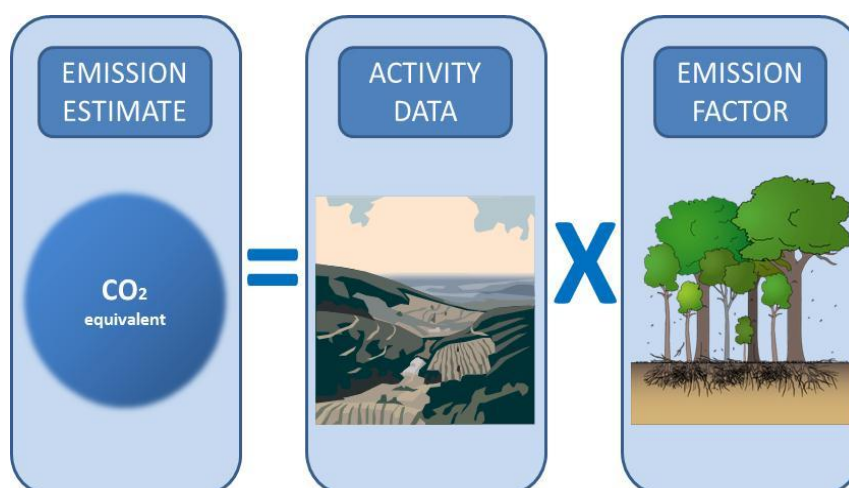 EMISSION
ESTIMATE
CO₂
equivalent
=
ACTIVITY
DATA
X
EMISSION
FACTOR